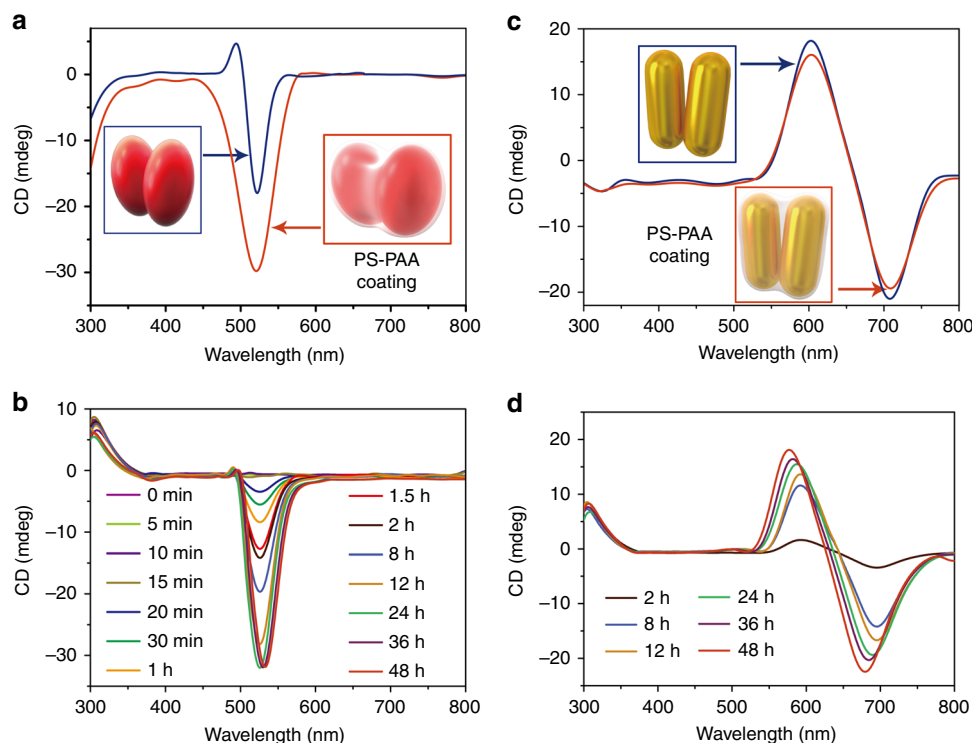 a
CD (mdeg)
0
−10
−20
−30
PS-PAA
coating
300 400 500 600 700 800
Wavelength (nm)
c
CD (mdeg)
20
10
0
−10
−20
PS-PAA
coating
300 400 500 600 700 800
Wavelength (nm)
b
CD (mdeg)
10
0
−10
−20
−30
0 min
5 min
10 min
15 min
20 min
30 min
1 h
1.5 h
2 h
8 h
12 h
24 h
36 h
48 h
300 400 500 600 700 800
Wavelength (nm)
d
CD (mdeg)
20
10
0
−10
−20
2 h
8 h
12 h
24 h
36 h
48 h
300 400 500 600 700 800
Wavelength (nm)